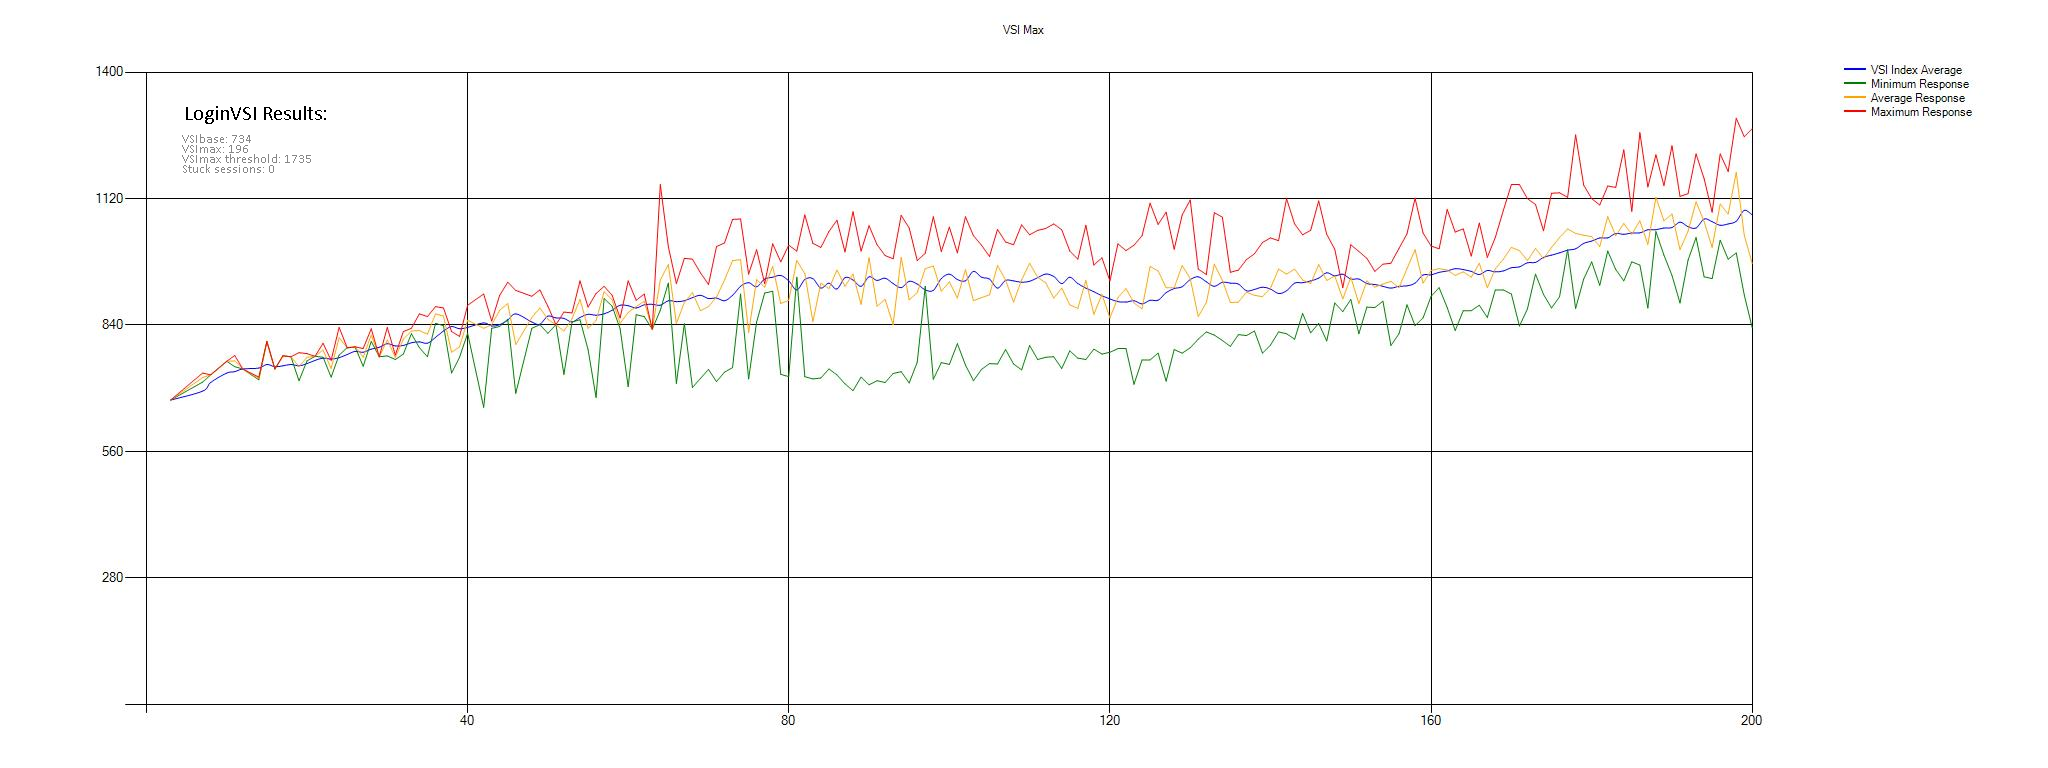 VSI Max
1400
1120
840
560
280
40
80
120
160
200
LoginVSI Results:
VSIbase: 734
VSImax: 196
VSImax threshold: 1735
Stuck sessions: 0
VSI Index Average
Minimum Response
Average Response
Maximum Response